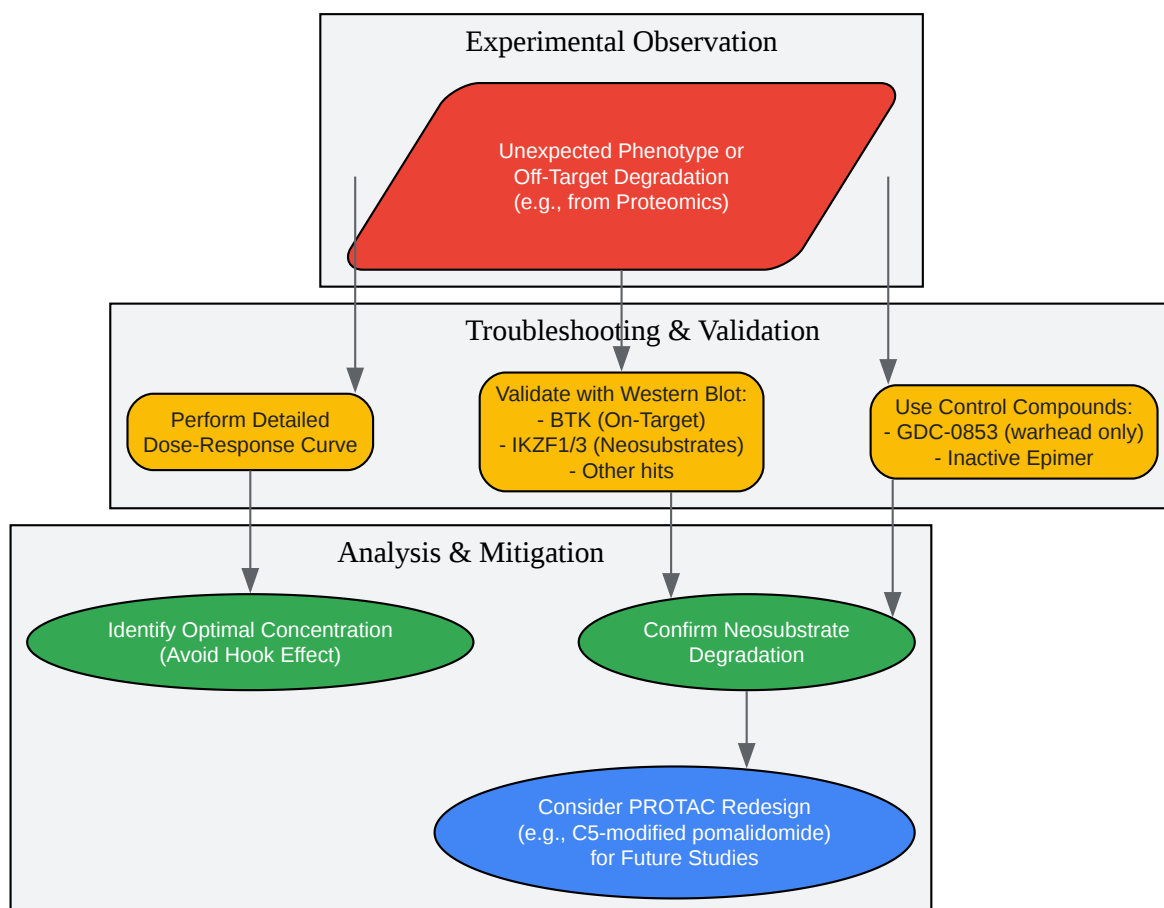 Experimental Observation
Unexpected Phenotype or
Off-Target Degradation
(e.g., from Proteomics)
Troubleshooting & Validation
Perform Detailed
Dose-Response Curve
Validate with Western Blot:
- BTK (On-Target)
- IKZF1/3 (Neosubstrates)
- Other hits
Use Control Compounds:
- GDC-0853 (warhead only)
- Inactive Epimer
Analysis & Mitigation
Identify Optimal Concentration
(Avoid Hook Effect)
Confirm Neosubstrate
Degradation
Consider PROTAC Redesign
(e.g., C5-modified pomalidomide)
for Future Studies